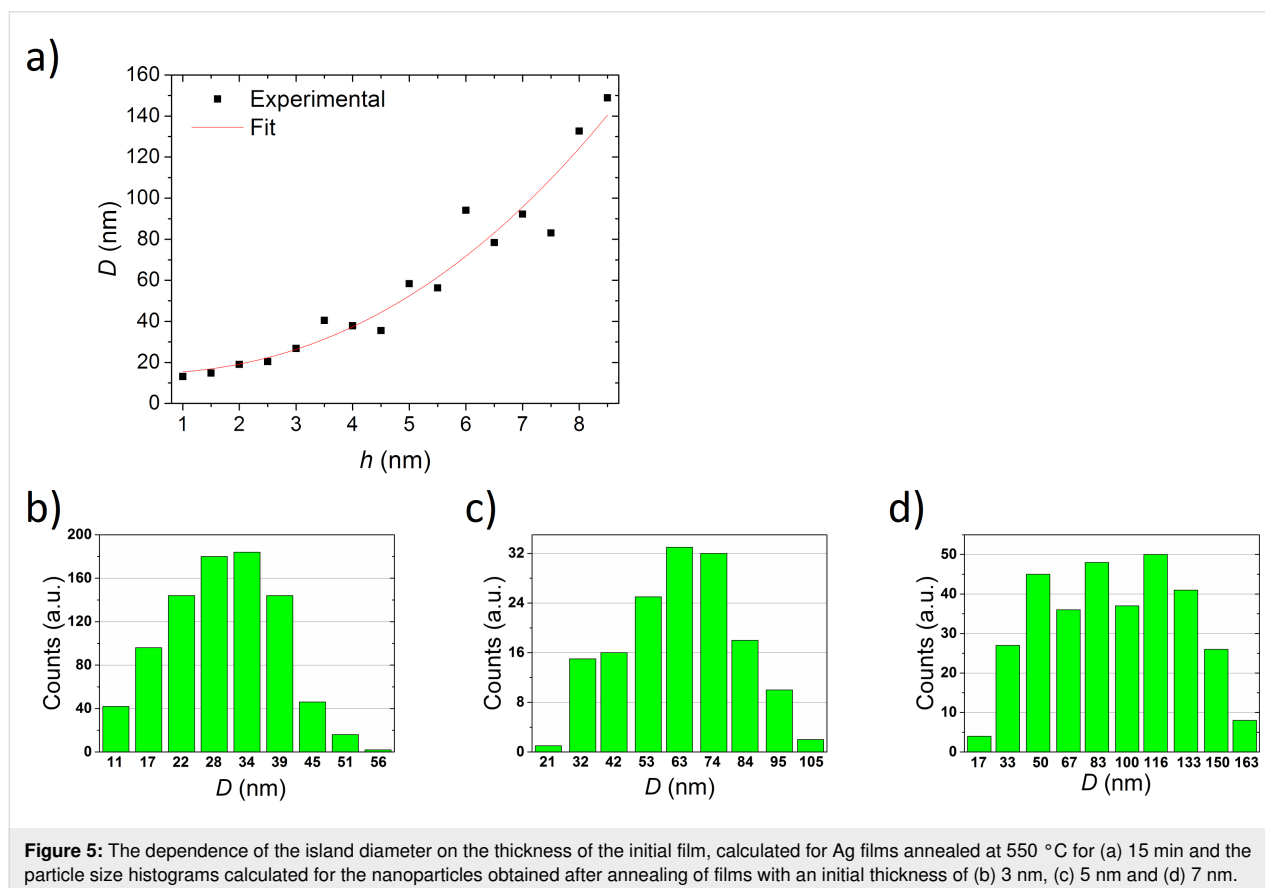 a)
160
140
120
100
80
60
40
20
0
D (nm)
Experimental
Fit
1 2 3 4 5 6 7 8
h (nm)
b)
200
160
120
80
40
0
Counts (a.u.)
11 17 22 28 34 39 45 51 56
D (nm)
c)
32
24
16
8
0
Counts (a.u.)
21 32 42 53 63 74 84 95 105
D (nm)
d)
50
40
30
20
10
0
Counts (a.u.)
17 33 50 67 83 100 116 133 150 163
D (nm)
Figure 5: The dependence of the island diameter on the thickness of the initial film, calculated for Ag films annealed at 550 °C for (a) 15 min and the
particle size histograms calculated for the nanoparticles obtained after annealing of films with an initial thickness of (b) 3 nm, (c) 5 nm and (d) 7 nm.